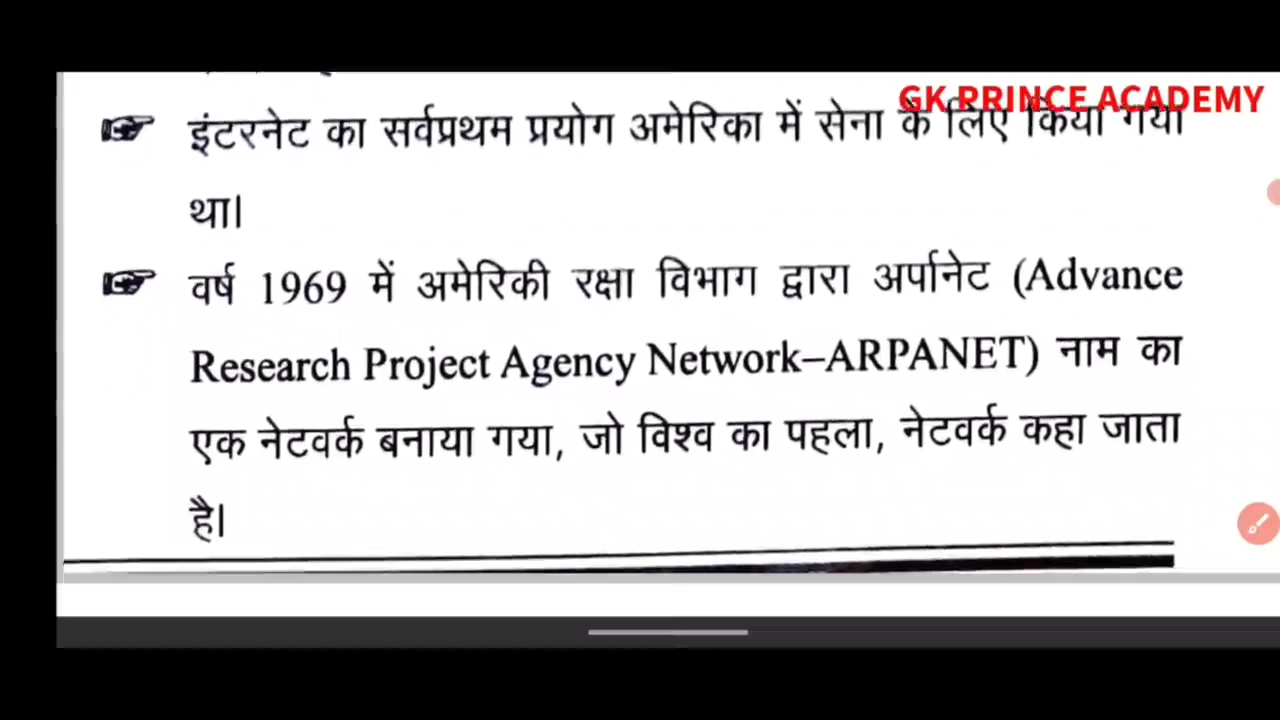 GK PRINCE ACADEMY
इंटरनेट का सर्वप्रथम प्रयोग अमेरिका में सेना के लिए किया गया
था।
वर्ष 1969 में अमेरिकी रक्षा विभाग द्वारा अर्पानेट (Advance
Research Project Agency Network–ARPANET) नाम का
एक नेटवर्क बनाया गया, जो विश्व का पहला, नेटवर्क कहा जाता
है।